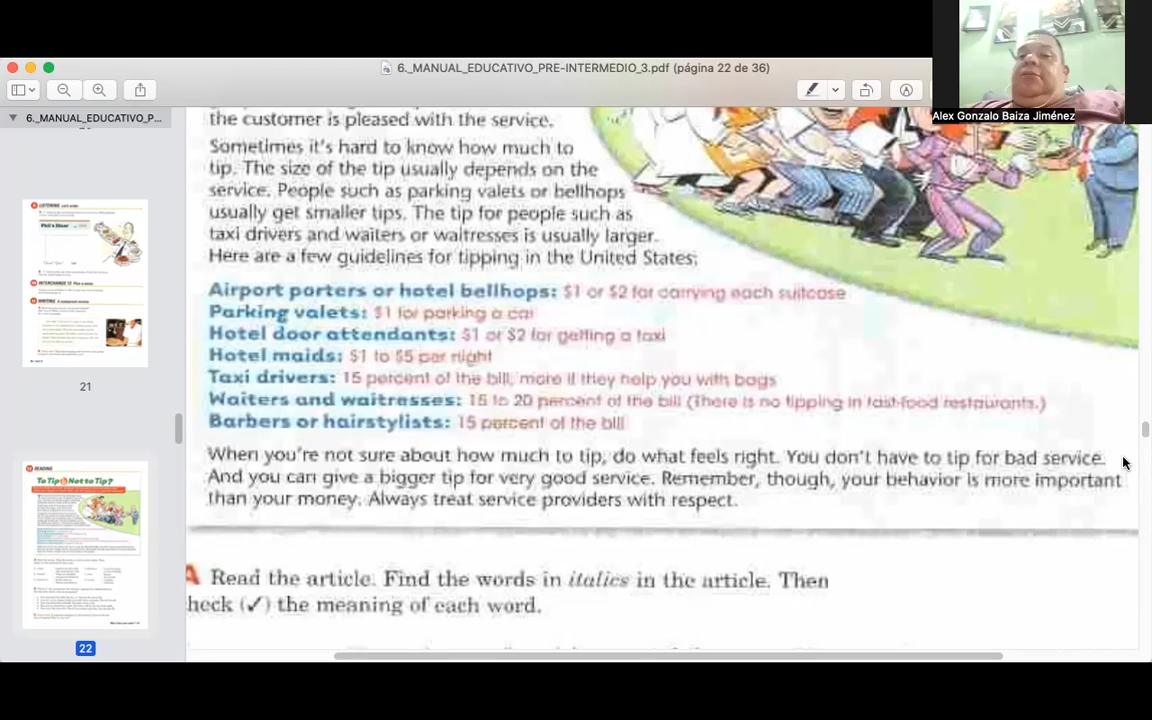 6._MANUAL_EDUCATIVO_PRE-INTERMEDIO_3.pdf (página 22 de 36)
Alex Gonzalo Baiza Jiménez
6._MANUAL_EDUCATIVO_P...
21
READING
To Tip Not to Tip?
22
the customer is pleased with the service.
Sometimes it's hard to know how much to
tip. The size of the tip usually depends on the
service. People such as parking valets or bellhops
usually get smaller tips. The tip for people such as
taxi drivers and waiters or waitresses is usually larger.
Here are a few guidelines for tipping in the United States:
Airport porters or hotel bellhops: $1 or $2 for carrying each suitcase
Parking valets: $1 for parking a car
Hotel door attendants: $1 or $2 for getting a taxi
Hotel maids: $1 to $5 per night
Taxi drivers: 15 percent of the bill, more if they help you with bags
Waiters and waitresses: 15 to 20 percent of the bill (There is no tipping in fast-food restaurants.)
Barbers or hairstylists: 15 percent of the bill
When you're not sure about how much to tip, do what feels right. You don't have to tip for bad service.
And you can give a bigger tip for very good service. Remember, though, your behavior is more important
than your money. Always treat service providers with respect.
A Read the article. Find the words in italics in the article. Then
heck (✓) the meaning of each word.